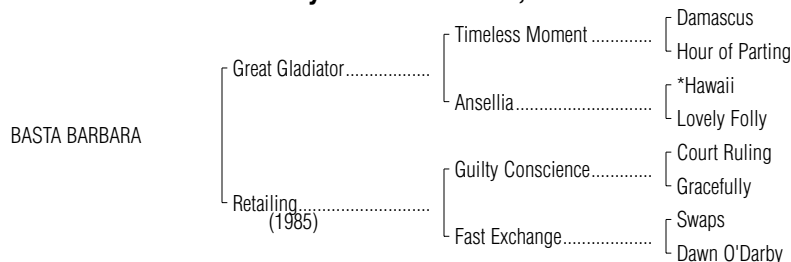 Damascus
Timeless Moment .............
Hour of Parting
Great Gladiator..................
*Hawaii
Ansellia.............................
Lovely Folly
BASTA BARBARA
Court Ruling
Guilty Conscience.............
Gracefully
Retailing............................
(1985)
Swaps
Fast Exchange...................
Dawn O'Darby